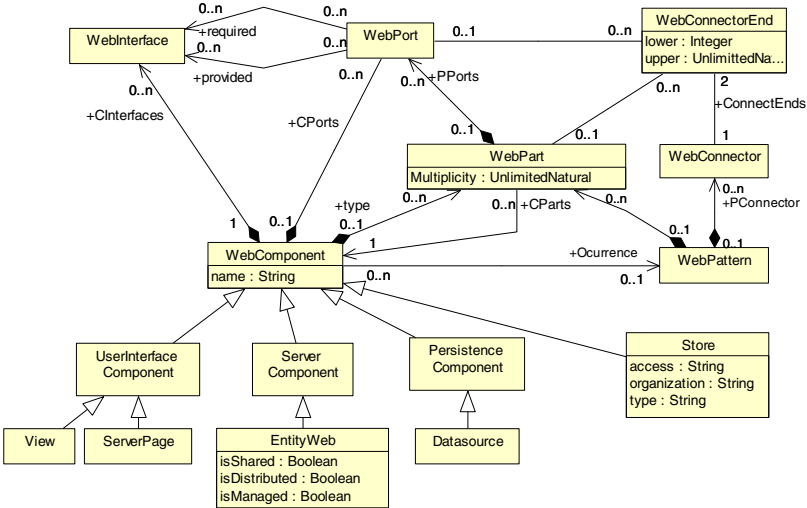 0..n
0..n
WebConnectorEnd
+required
WebInterface
WebPort
0..1
0..n
lower : Integer
0..n
0..n
upper : UnlimittedNa...
+provided
0..n
+PPorts
0..n
0..n
0..n
2
+CInterfaces
+ConnectEnds
+CPorts
0..1
0..1
1
WebPart
WebConnector
Multiplicity : UnlimitedNatural
+type
0..n
0..n
+CParts
0..n
0..n
+PConnector
1
0..1
0..1
0..1
0..1
1
WebComponent
+Ocurrence
WebPattern
name : String
0..n
0..1
UserInterface
Component
Server
Component
Persistence
Component
Store
access : String
organization : String
type : String
View
ServerPage
EntityWeb
Datasource
isShared : Boolean
isDistributed : Boolean
isManaged : Boolean